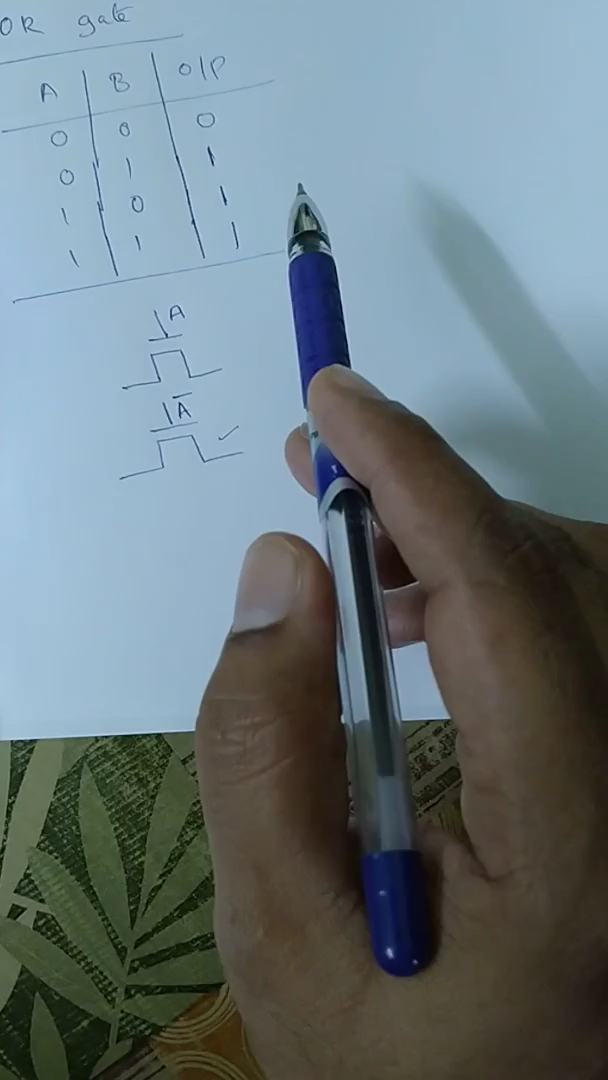 OR gate
A B O/P
0 0 0
0 1 1
1 0 1
1 1 1
A
A̅